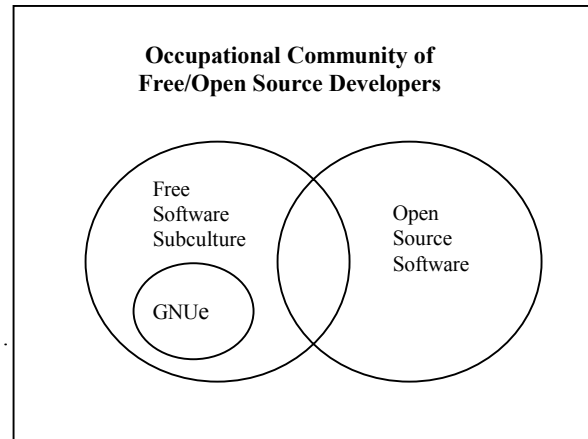 Occupational Community of
Free/Open Source Developers
Free
Software
Subculture
Open
Source
Software
GNUe
.